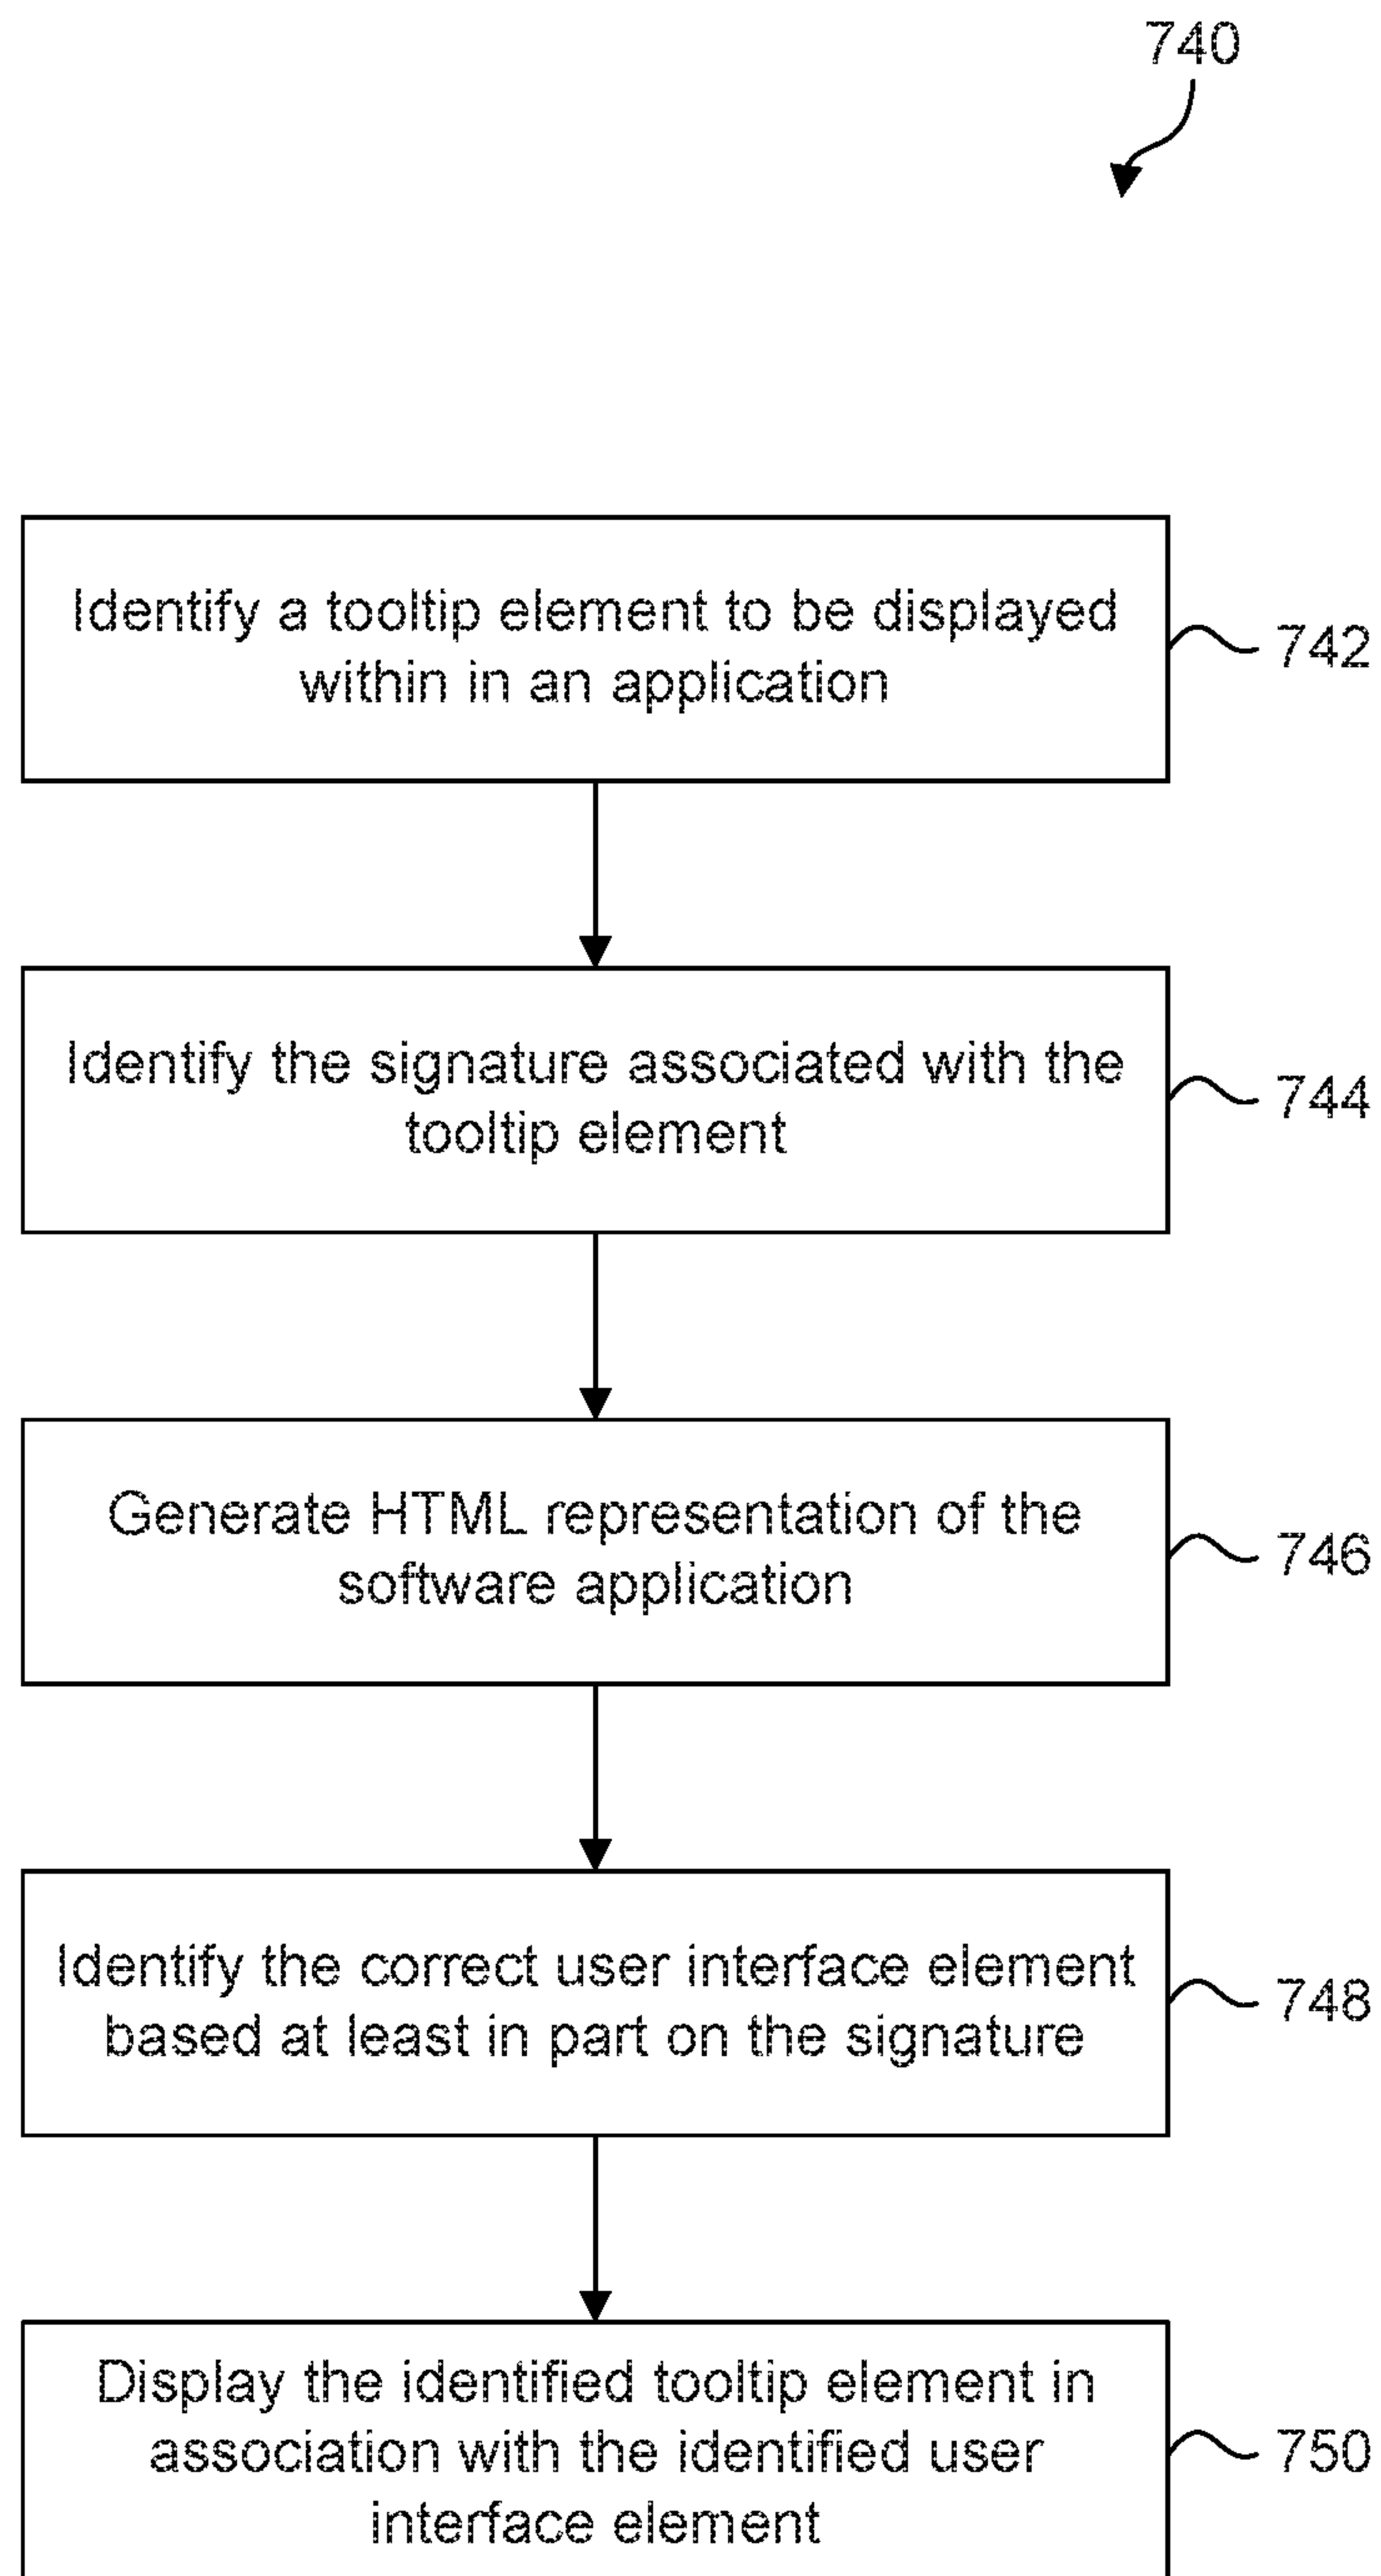 740
Identify a tooltip element to be displayed
within in an application
742
Identify the signature associated with the
tooltip element
744
Generate HTML representation of the
software application
746
Identify the correct user interface element
based at least in part on the signature
748
Display the identified tooltip element in
association with the identified user
interface element
750